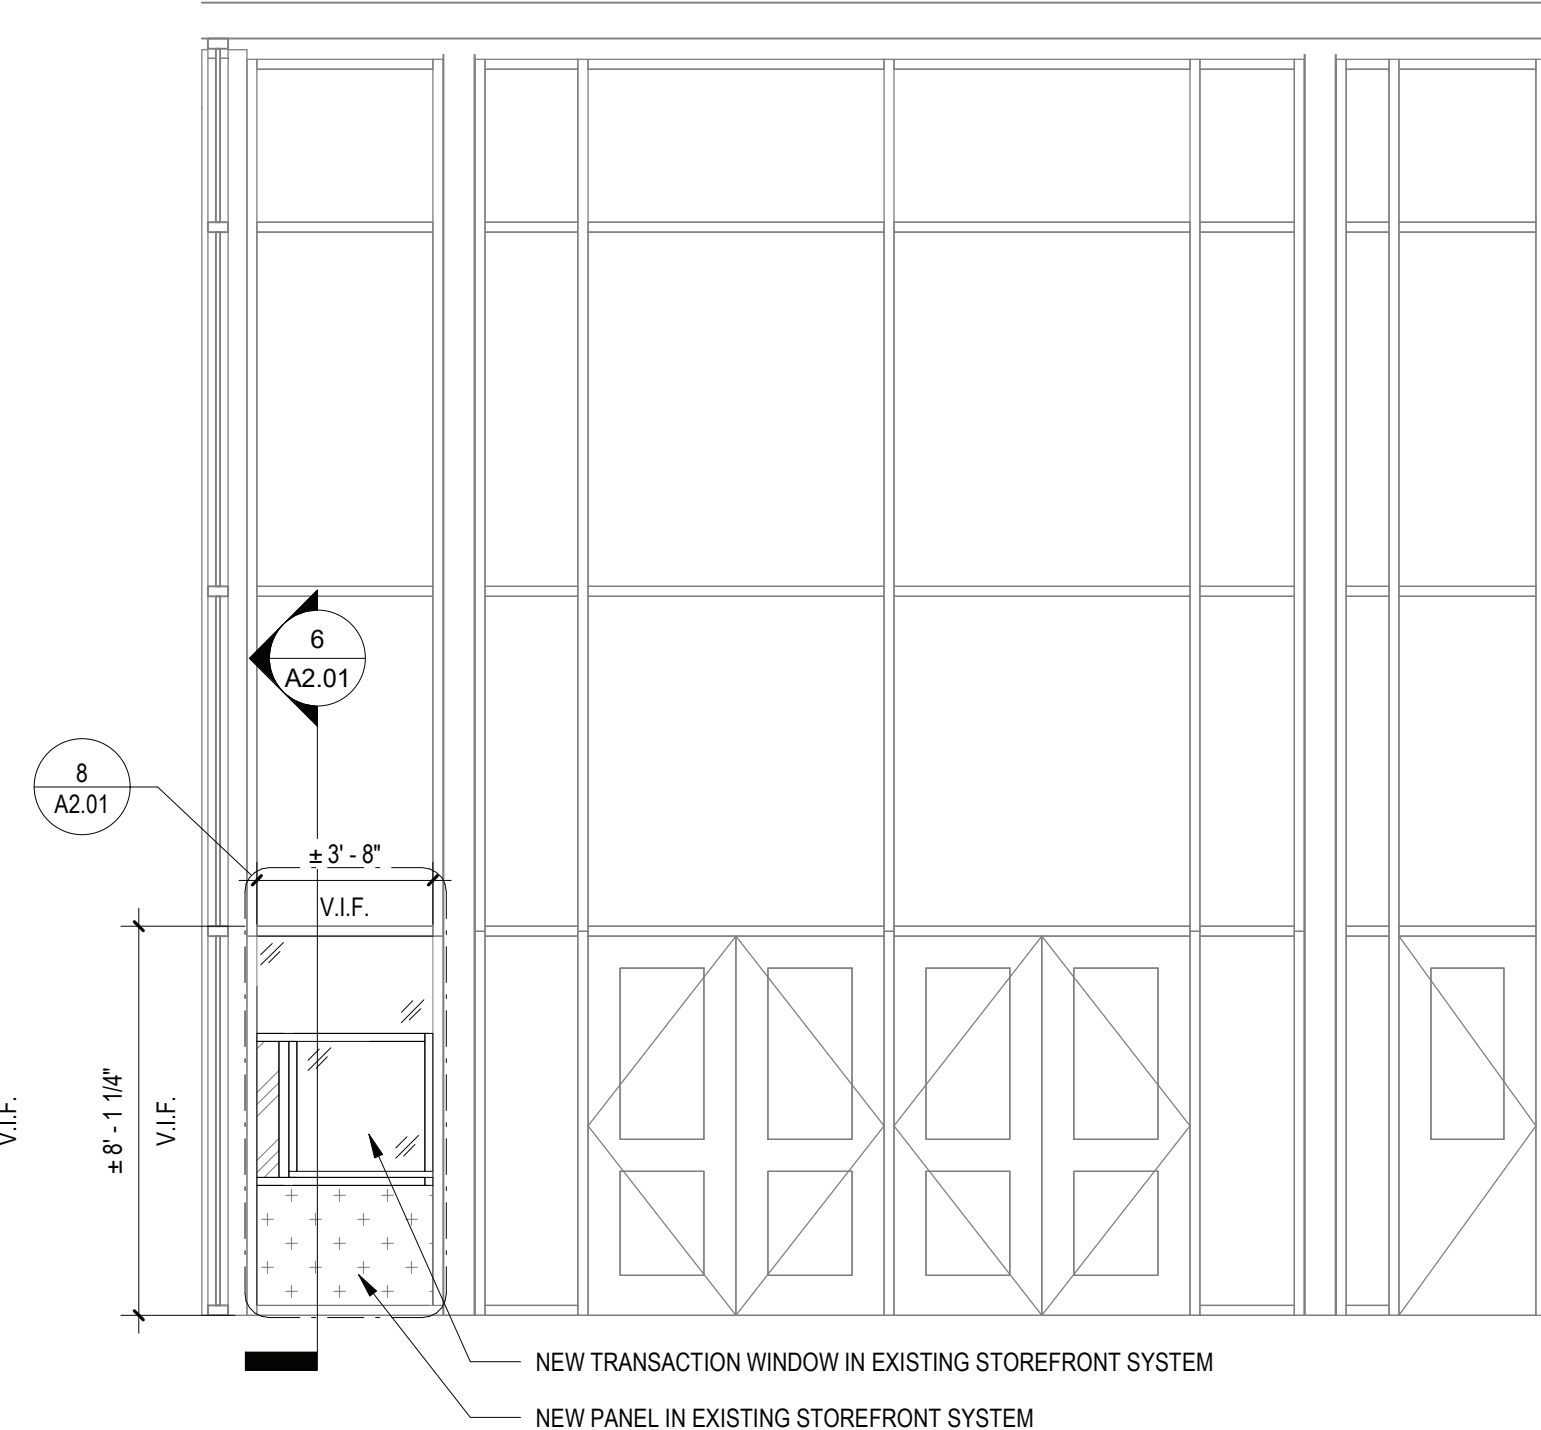 6
A2.01
8
A2.01
± 3' - 8"
V.I.F.
± 8' - 1 1/4"
V.I.F.
V.I.F.
NEW TRANSACTION WINDOW IN EXISTING STOREFRONT SYSTEM
NEW PANEL IN EXISTING STOREFRONT SYSTEM